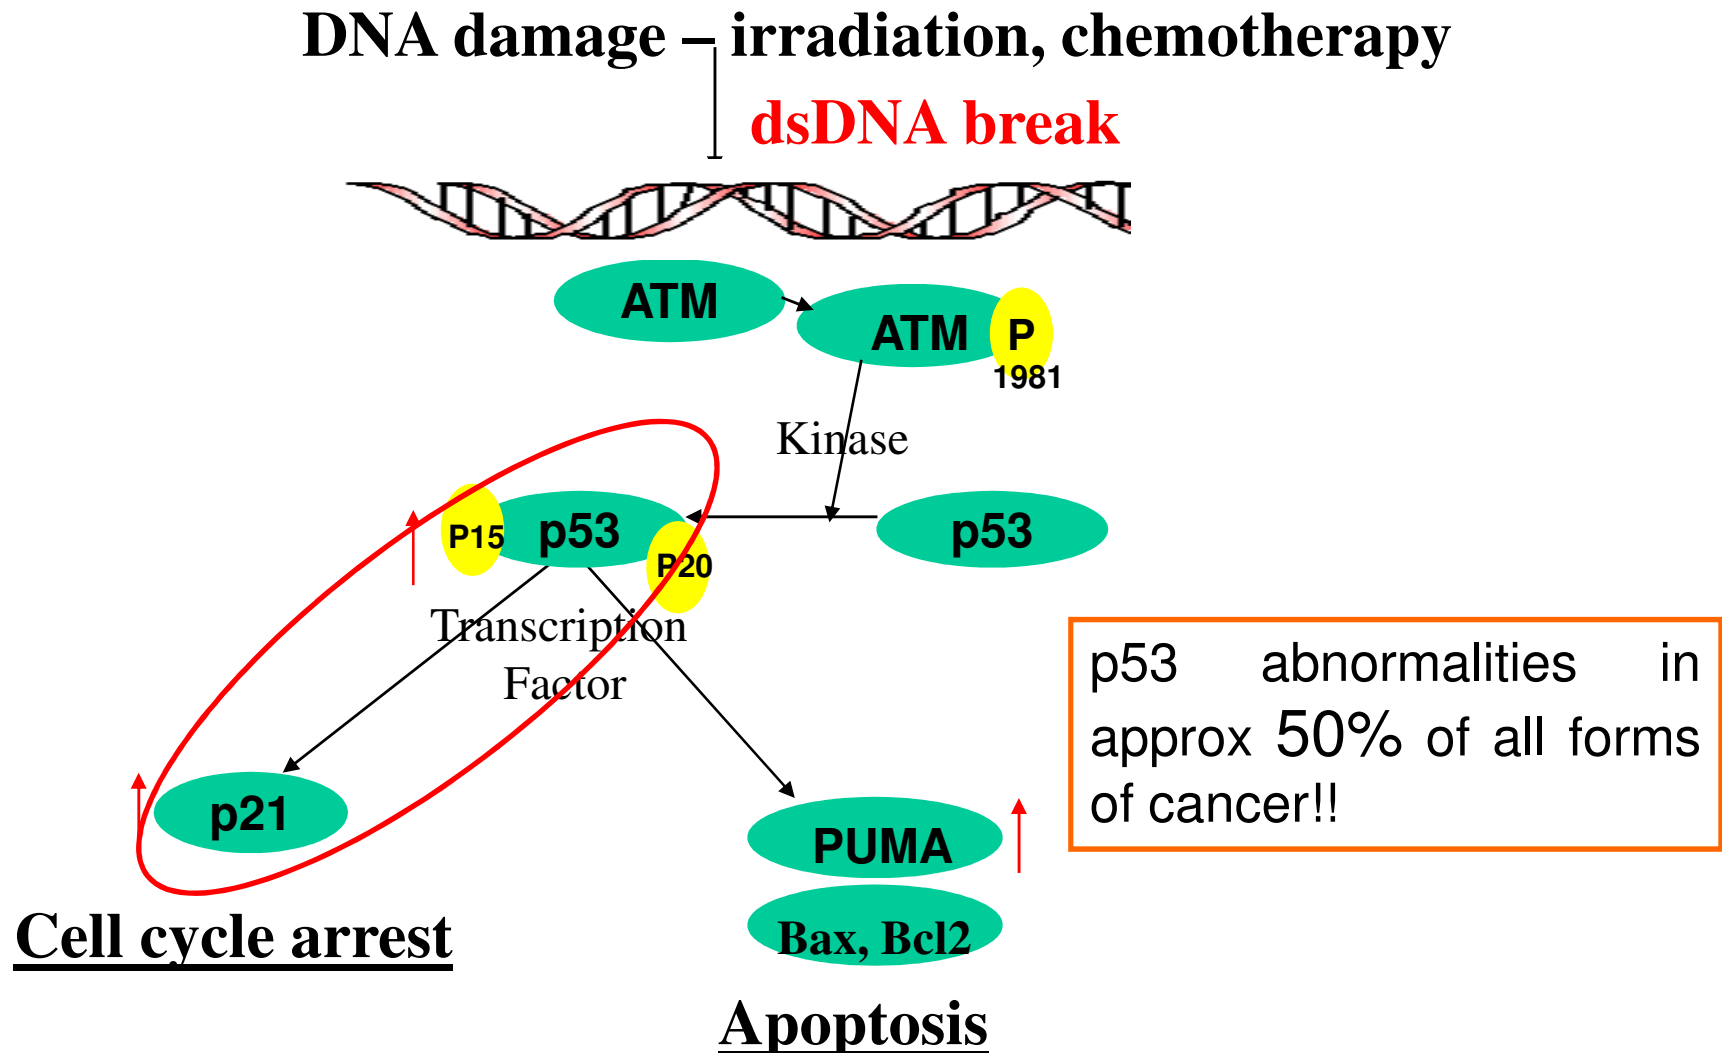 DNA damage – irradiation, chemotherapy
dsDNA break
ATM
ATM P
1981
Kinase
P15 p53 P20
p53
Transcription
Factor
p53 abnormalities in
approx 50% of all forms
of cancer!!
p21
PUMA
Cell cycle arrest
Bax, Bcl2
Apoptosis